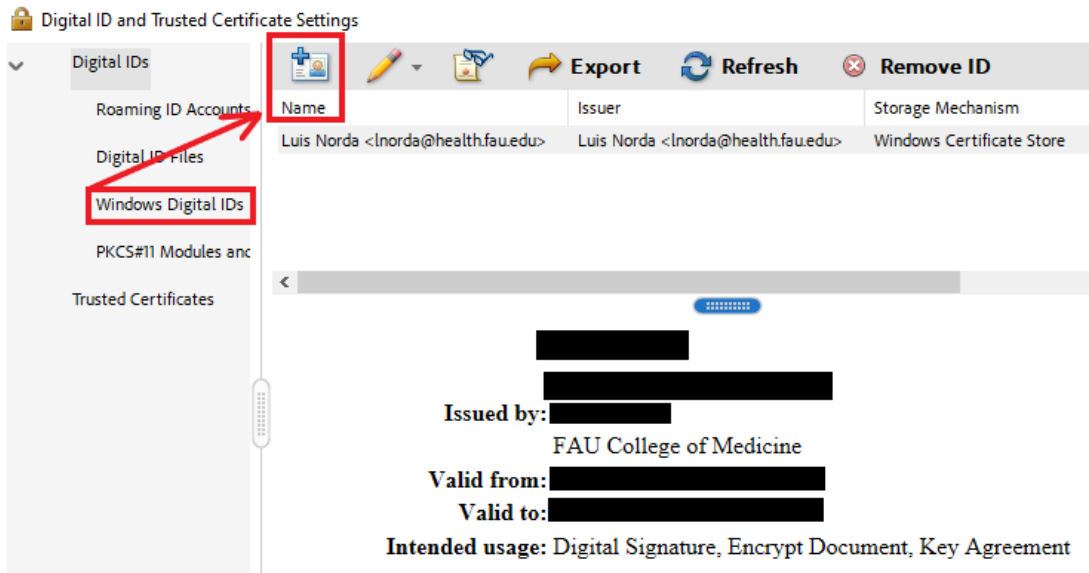 Digital ID and Trusted Certificate Settings
Digital IDs
Roaming ID Accounts
Digital ID Files
Windows Digital IDs
PKCS#11 Modules and
Trusted Certificates
Export Refresh Remove ID
Name Issuer Storage Mechanism
Luis Norda <lnorda@health.fau.edu> Luis Norda <lnorda@health.fau.edu> Windows Certificate Store
Issued by:
FAU College of Medicine
Valid from:
Valid to:
Intended usage: Digital Signature, Encrypt Document, Key Agreement